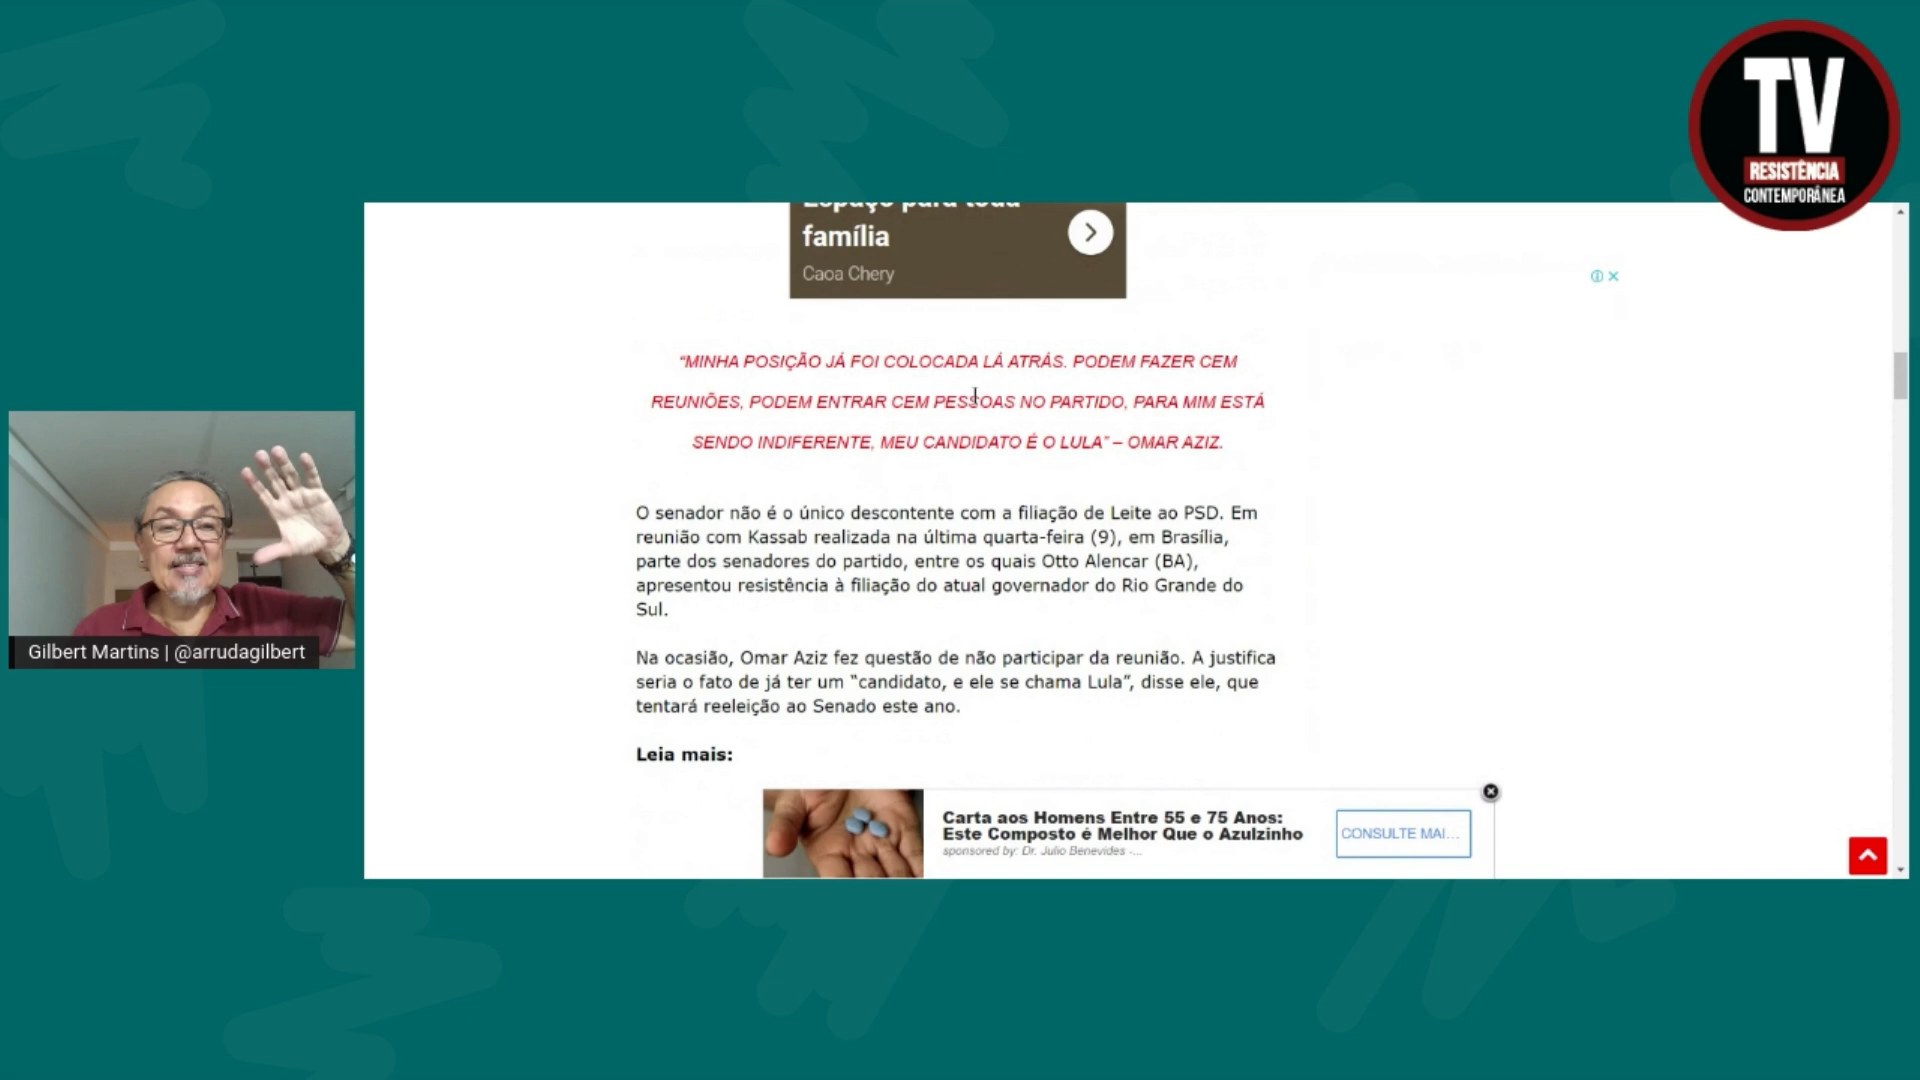 TV
RESISTÊNCIA
CONTEMPORÂNEA
Espaço para toda
família
Caoa Chery
“MINHA POSIÇÃO JÁ FOI COLOCADA LÁ ATRÁS. PODEM FAZER CEM
REUNIÕES, PODEM ENTRAR CEM PESSOAS NO PARTIDO, PARA MIM ESTÁ
SENDO INDIFERENTE, MEU CANDIDATO É O LULA” – OMAR AZIZ.
O senador não é o único descontente com a filiação de Leite ao PSD. Em
reunião com Kassab realizada na última quarta-feira (9), em Brasília,
parte dos senadores do partido, entre os quais Otto Alencar (BA),
apresentou resistência à filiação do atual governador do Rio Grande do
Sul.
Na ocasião, Omar Aziz fez questão de não participar da reunião. A justifica
seria o fato de já ter um “candidato, e ele se chama Lula”, disse ele, que
tentará reeleição ao Senado este ano.
Leia mais:
Carta aos Homens Entre 55 e 75 Anos:
Este Composto é Melhor Que o Azulzinho
sponsored by: Dr. Julio Benevides -...
CONSULTE MAI...
Gilbert Martins | @arrudagilbert